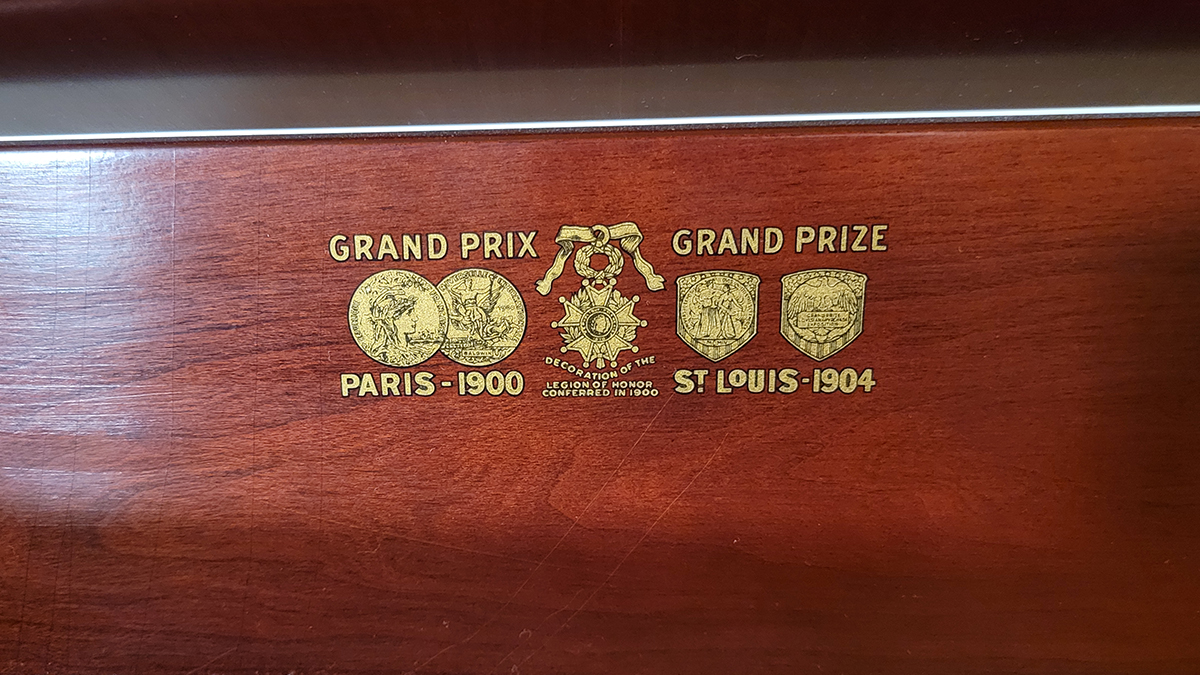 GRAND PRIX
PARIS - 1900
DECORATION OF THE
LEGION OF HONOR
CONFERRED IN 1900
GRAND PRIZE
ST LOUIS - 1904